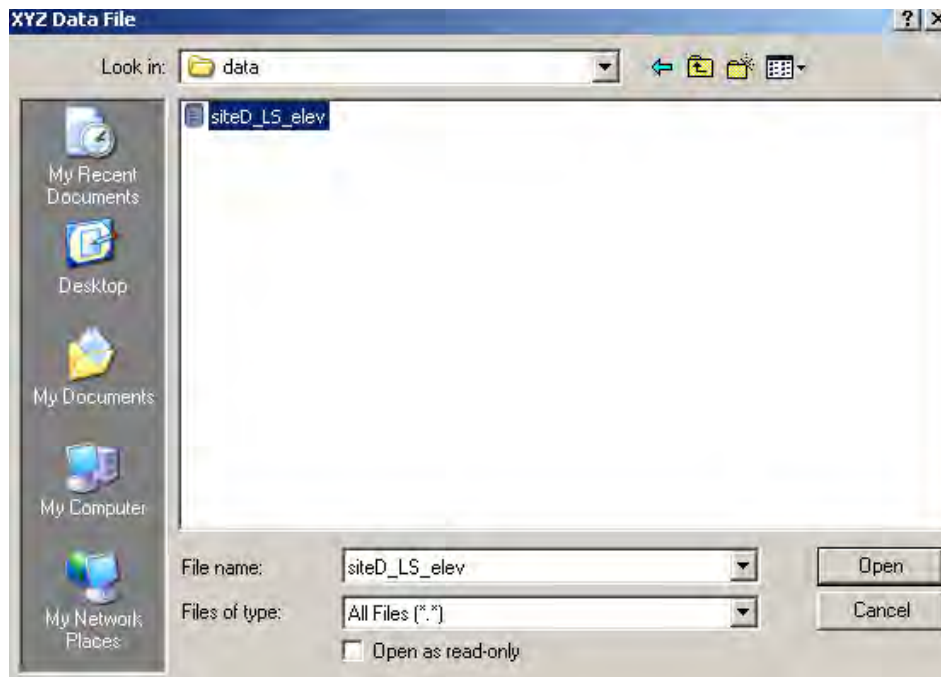 XYZ Data File
Look in: data
siteD_LS_elev
My Recent
Documents
Desktop
My Documents
My Computer
My Network
Places
File name: siteD_LS_elev Open
Files of type: All Files (*.*) Cancel
Open as read-only